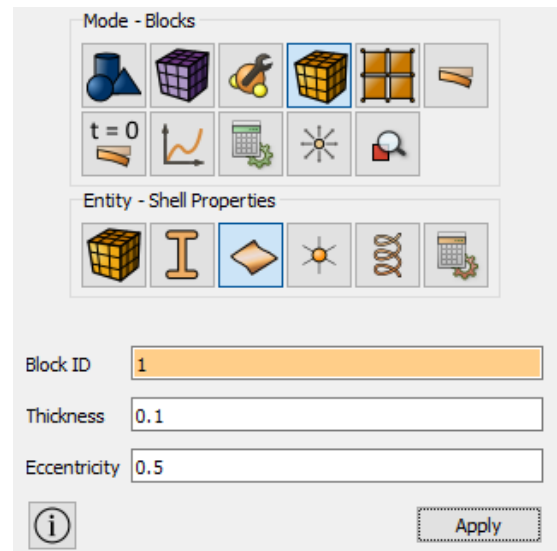 Mode - Blocks
t = 0
Entity - Shell Properties
Block ID 1
Thickness 0.1
Eccentricity 0.5
i Apply